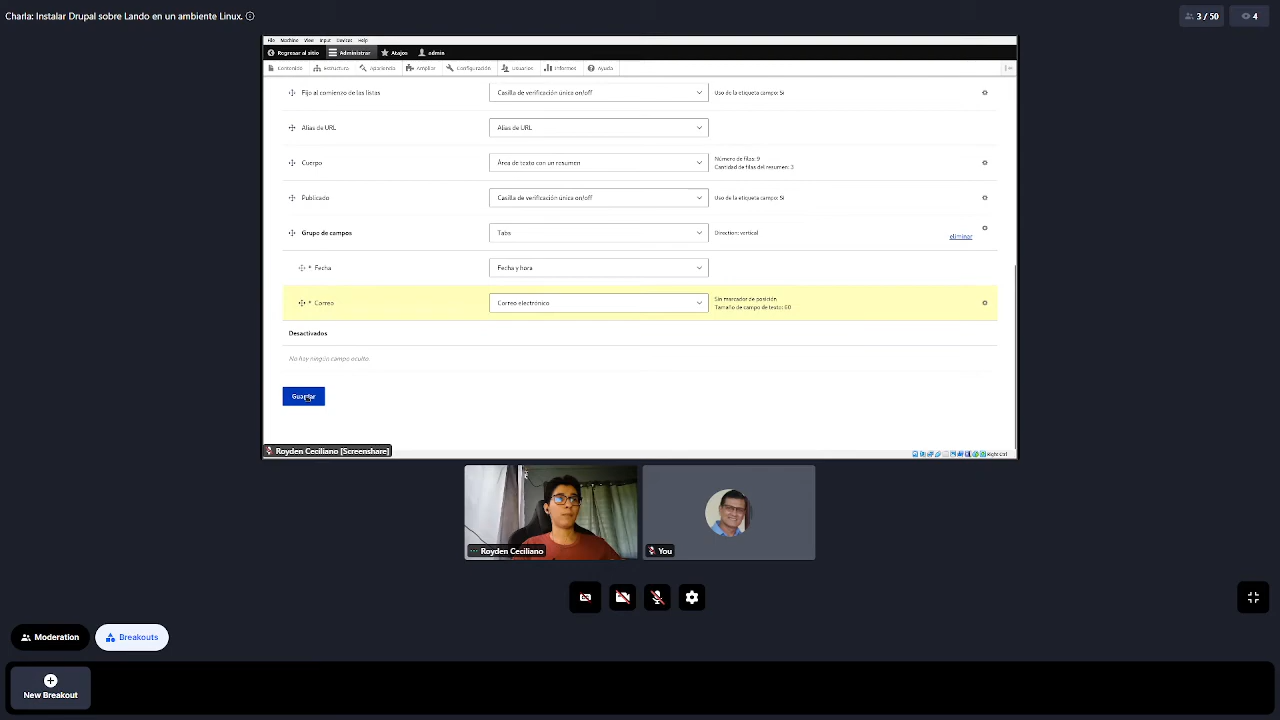 Charla: Instalar Drupal sobre Lando en un ambiente Linux.
3 / 50
4
File Machine View Input Devices Help
Regresar al sitio Administrar Atajos admin
Contenido Estructura Apariencia Ampliar Configuración Usuarios Informes Ayuda
Fijo al comienzo de las listas Casilla de verificación única on/off Uso de la etiqueta campo: Sí
Alias de URL Alias de URL
Cuerpo Área de texto con un resumen Número de filas: 9
Cantidad de filas del resumen: 3
Publicado Casilla de verificación única on/off Uso de la etiqueta campo: Sí
Grupo de campos Tabs Direction: vertical eliminar
* Fecha Fecha y hora
* Correo Correo electrónico Sin marcador de posición
Tamaño de campo de texto: 60
Desactivados
No hay ningún campo oculto.
Guardar
Royden Ceciliano [Screenshare]
Right Ctrl
Royden Ceciliano
You
Moderation
Breakouts
New Breakout